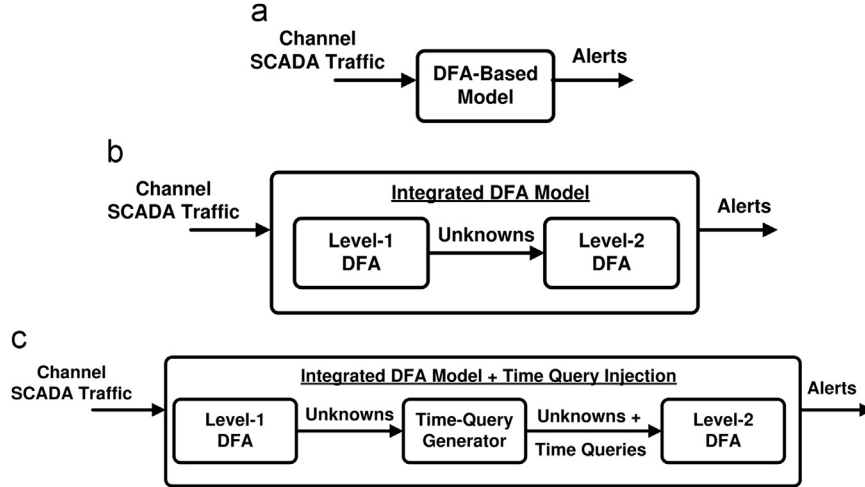 a
Channel
SCADA Traffic
DFA-Based
Model
Alerts
b
Channel
SCADA Traffic
Integrated DFA Model
Level-1
DFA
Unknowns
Level-2
DFA
Alerts
c
Channel
SCADA Traffic
Integrated DFA Model + Time Query Injection
Level-1
DFA
Unknowns
Time-Query
Generator
Unknowns +
Time Queries
Level-2
DFA
Alerts